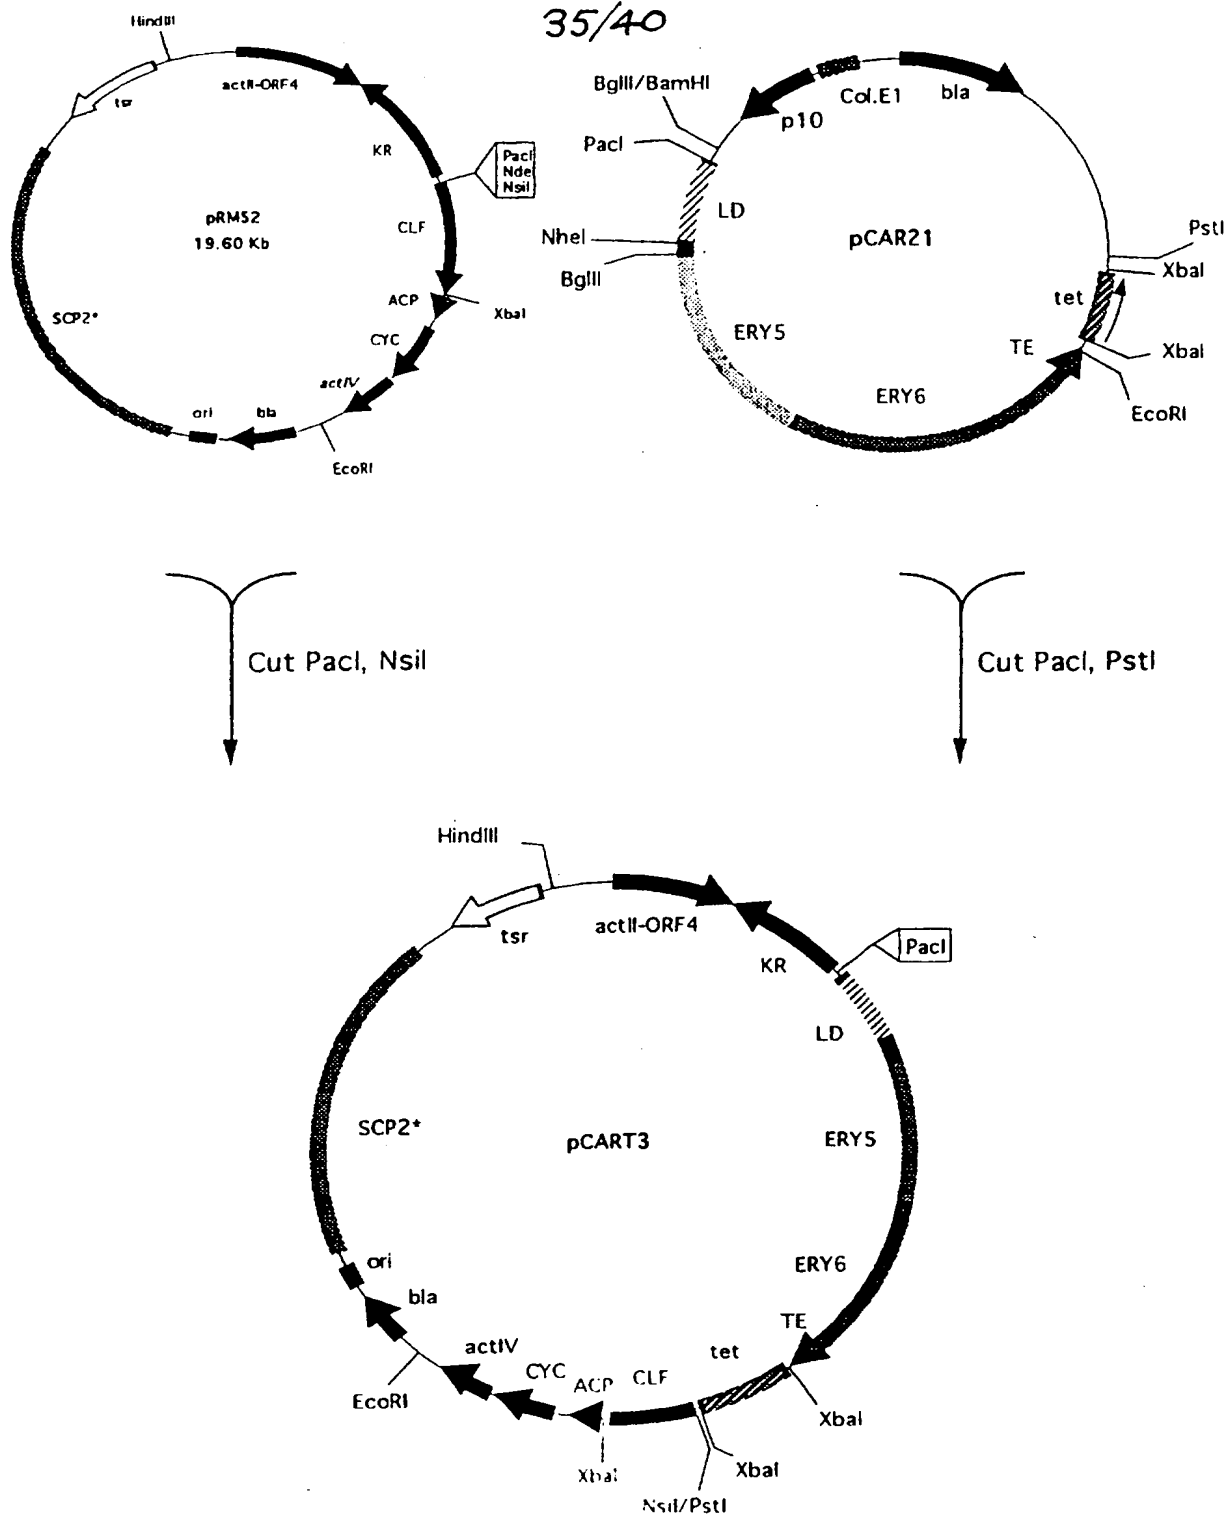 35/40
HindIII
tsr
actII-ORF4
KR
PacI
NdeI
NsiI
pRM52
19.60 Kb
CLF
ACP
XbaI
CYC
actIV
SCP2*
ori
bla
EcoRI
BglII/BamHI
p10
Col.E1
bla
PacI
LD
NheI
BglII
pCAR21
PstI
XbaI
tet
XbaI
ERY5
TE
ERY6
EcoRI
Cut PacI, NsiI
Cut PacI, PstI
HindIII
tsr
actII-ORF4
KR
PacI
LD
SCP2*
pCART3
ERY5
ERY6
ori
bla
TE
tet
actIV
CYC
ACP
CLF
EcoRI
XbaI
XbaI
XbaI
NsiI/PstI